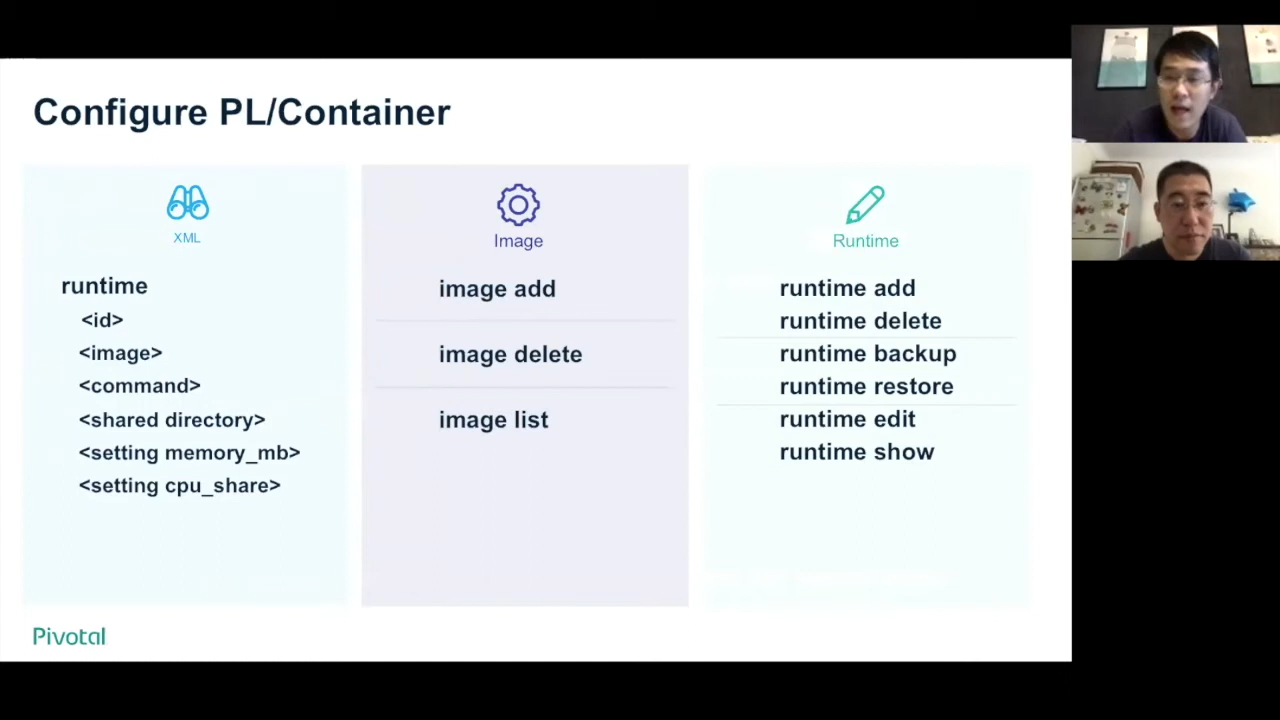 Configure PL/Container
XML
runtime
<id>
<image>
<command>
<shared directory>
<setting memory_mb>
<setting cpu_share>
Image
image add
image delete
image list
Runtime
runtime add
runtime delete
runtime backup
runtime restore
runtime edit
runtime show
Pivotal